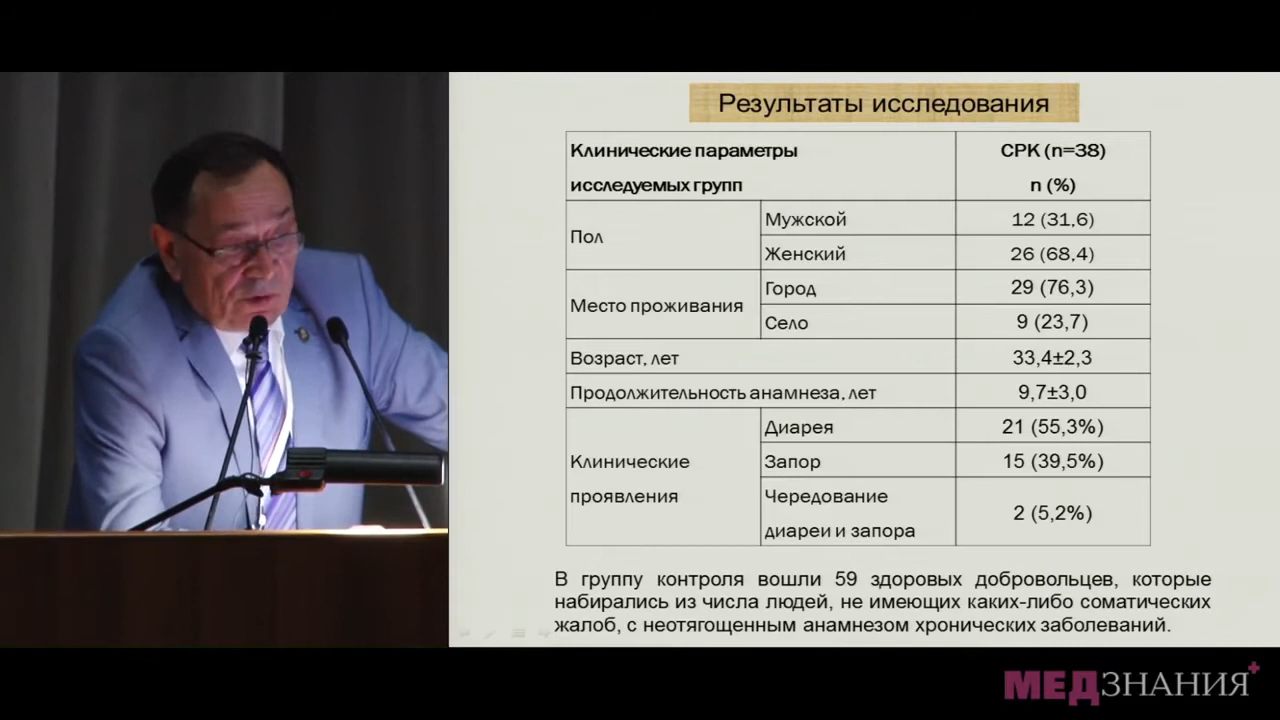 Результаты исследования
Клинические параметры
исследуемых групп
СРК (n=38)
n (%)
Пол
Мужской
12 (31,6)
Женский
26 (68,4)
Место проживания
Город
29 (76,3)
Село
9 (23,7)
Возраст, лет
33,4±2,3
Продолжительность анамнеза, лет
9,7±3,0
Клинические
проявления
Диарея
21 (55,3%)
Запор
15 (39,5%)
Чередование
диареи и запора
2 (5,2%)
В группу контроля вошли 59 здоровых добровольцев, которые
набирались из числа людей, не имеющих каких-либо соматических
жалоб, с неотягощенным анамнезом хронических заболеваний.
МЕДЗНАНИЯ+